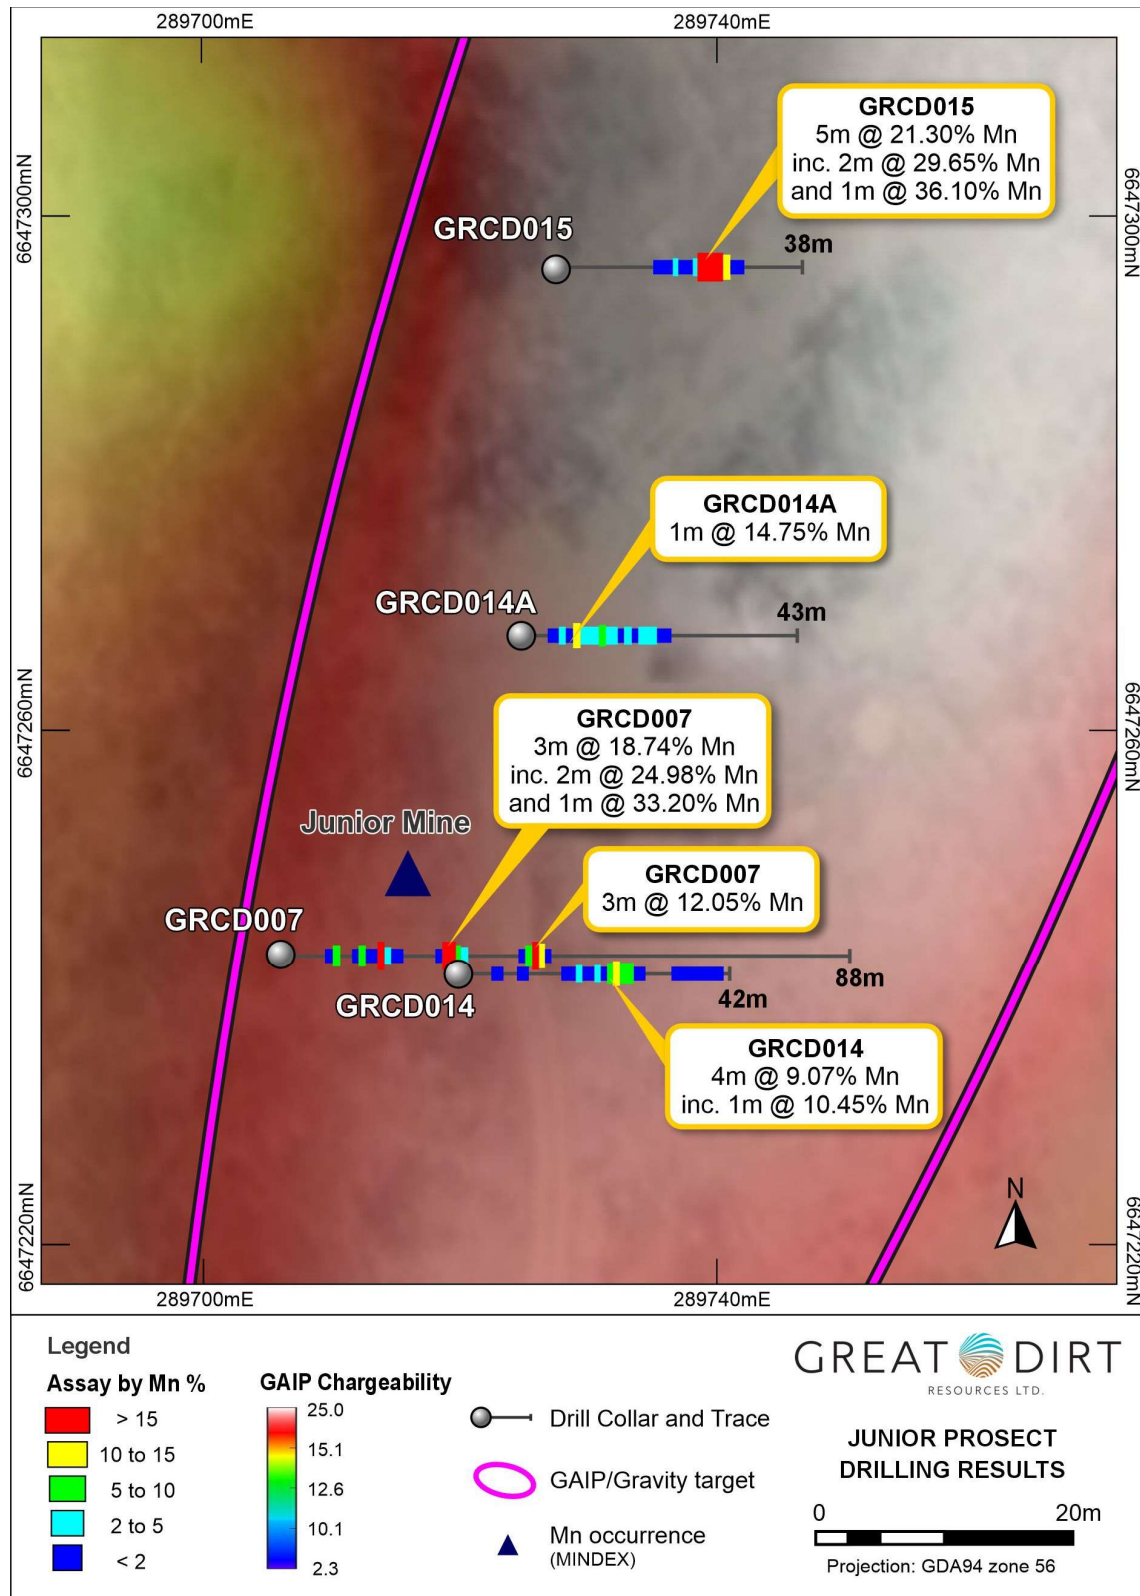 289700mE
289740mE
6647300mN
6647300mN
GRCD015
5m @ 21.30% Mn
inc. 2m @ 29.65% Mn
and 1m @ 36.10% Mn
GRCD015
38m
GRCD014A
1m @ 14.75% Mn
GRCD014A
43m
6647260mN
6647260mN
GRCD007
3m @ 18.74% Mn
inc. 2m @ 24.98% Mn
and 1m @ 33.20% Mn
Junior Mine
GRCD007
3m @ 12.05% Mn
GRCD007
GRCD014
42m
88m
GRCD014
4m @ 9.07% Mn
inc. 1m @ 10.45% Mn
N
6647220mN
6647220mN
289700mE
289740mE
Legend
Assay by Mn %
> 15
10 to 15
5 to 10
2 to 5
< 2
GAIP Chargeability
25.0
15.1
12.6
10.1
2.3
Drill Collar and Trace
GAIP/Gravity target
Mn occurrence
(MINDEX)
GREAT DIRT
RESOURCES LTD.
JUNIOR PROSECT
DRILLING RESULTS
0 20m
Projection: GDA94 zone 56